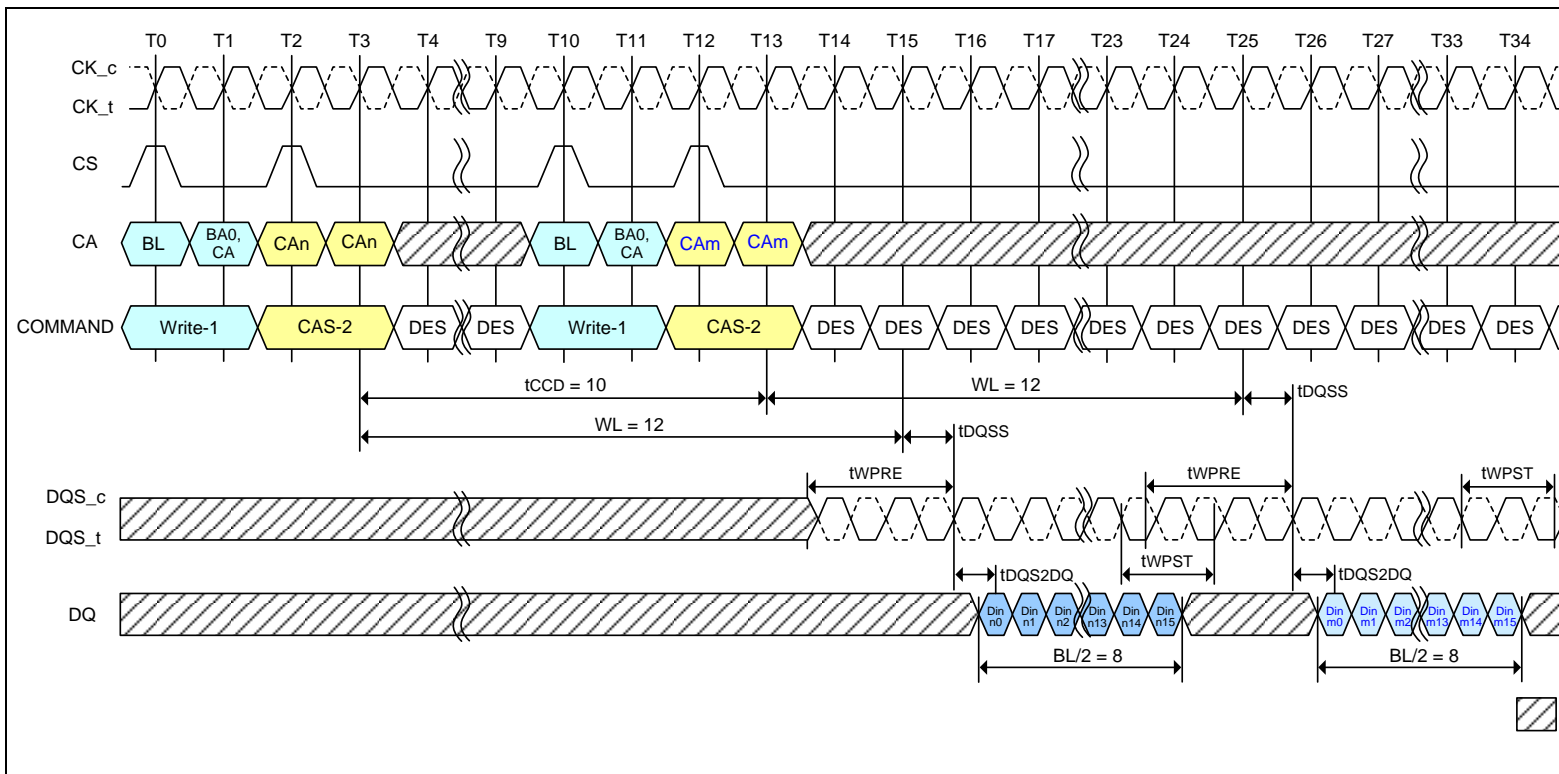 T0 T1 T2 T3 T4 T9 T10 T11 T12 T13 T14 T15 T16 T17 T23 T24 T25 T26 T27 T33 T34
CK_c
CK_t
CS
CA BL BA0, CA CAn CAn BL BA0, CA CAm CAm
COMMAND Write-1 CAS-2 DES DES Write-1 CAS-2 DES DES DES DES DES DES DES DES DES DES DES
tCCD = 10 WL = 12 tDQSS
WL = 12 tDQSS
tWPRE tWPRE tWPST
DQS_c
DQS_t
tWPST
tDQS2DQ tDQS2DQ
DQ Din n0 Din n1 Din n2 Din n13 Din n14 Din n15 Din m0 Din m1 Din m2 Din m13 Din m14 Din m15
BL/2 = 8 BL/2 = 8